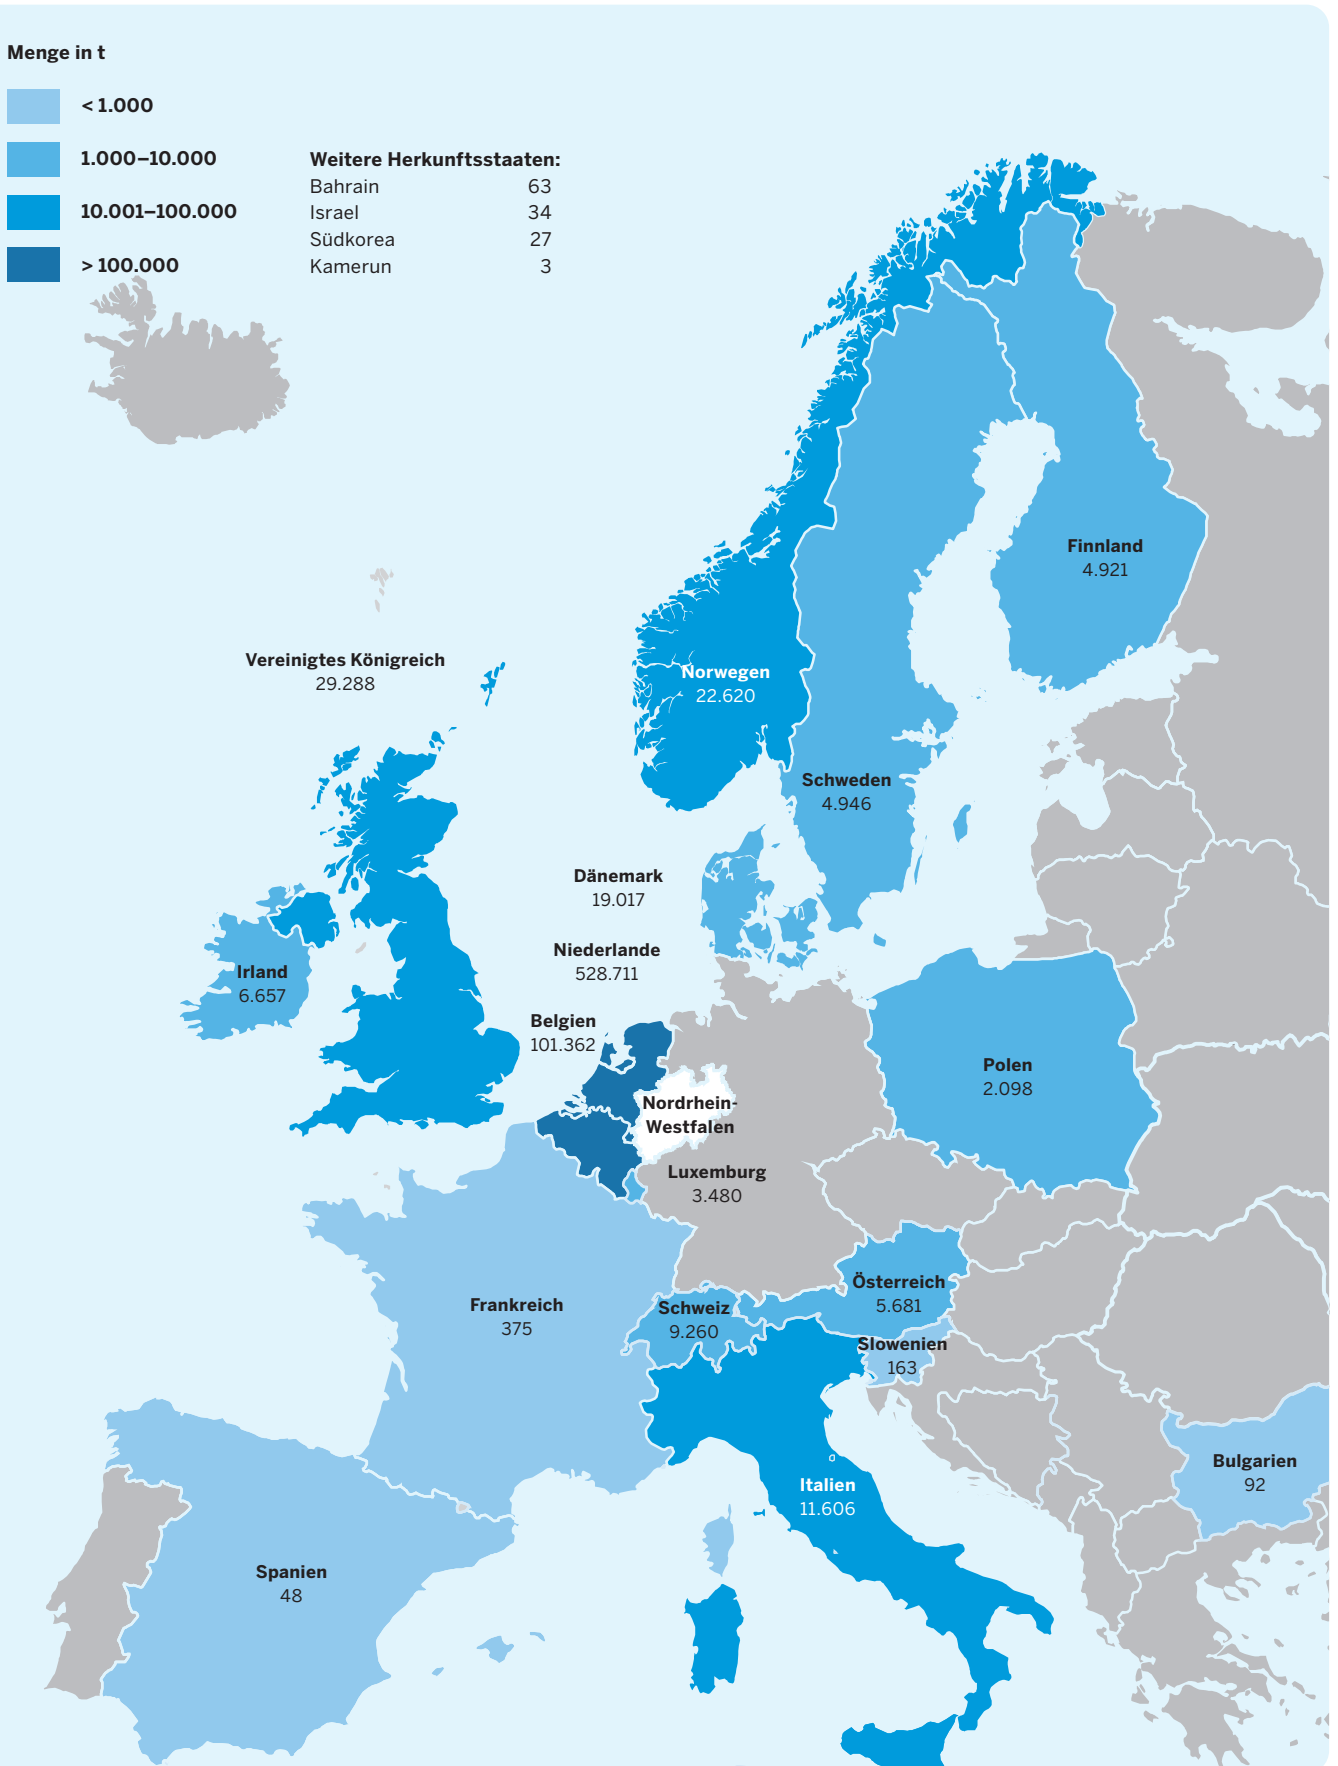 Menge in t
< 1.000
1.000–10.000
10.001–100.000
> 100.000
Weitere Herkunftsstaaten:
Bahrain 63
Israel 34
Südkorea 27
Kamerun 3
Finnland
4.921
Vereinigtes Königreich
29.288
Norwegen
22.620
Schweden
4.946
Dänemark
19.017
Niederlande
528.711
Irland
6.657
Belgien
101.362
Polen
2.098
Nordrhein-
Westfalen
Luxemburg
3.480
Österreich
5.681
Frankreich
375
Schweiz
9.260
Slowenien
163
Bulgarien
92
Italien
11.606
Spanien
48